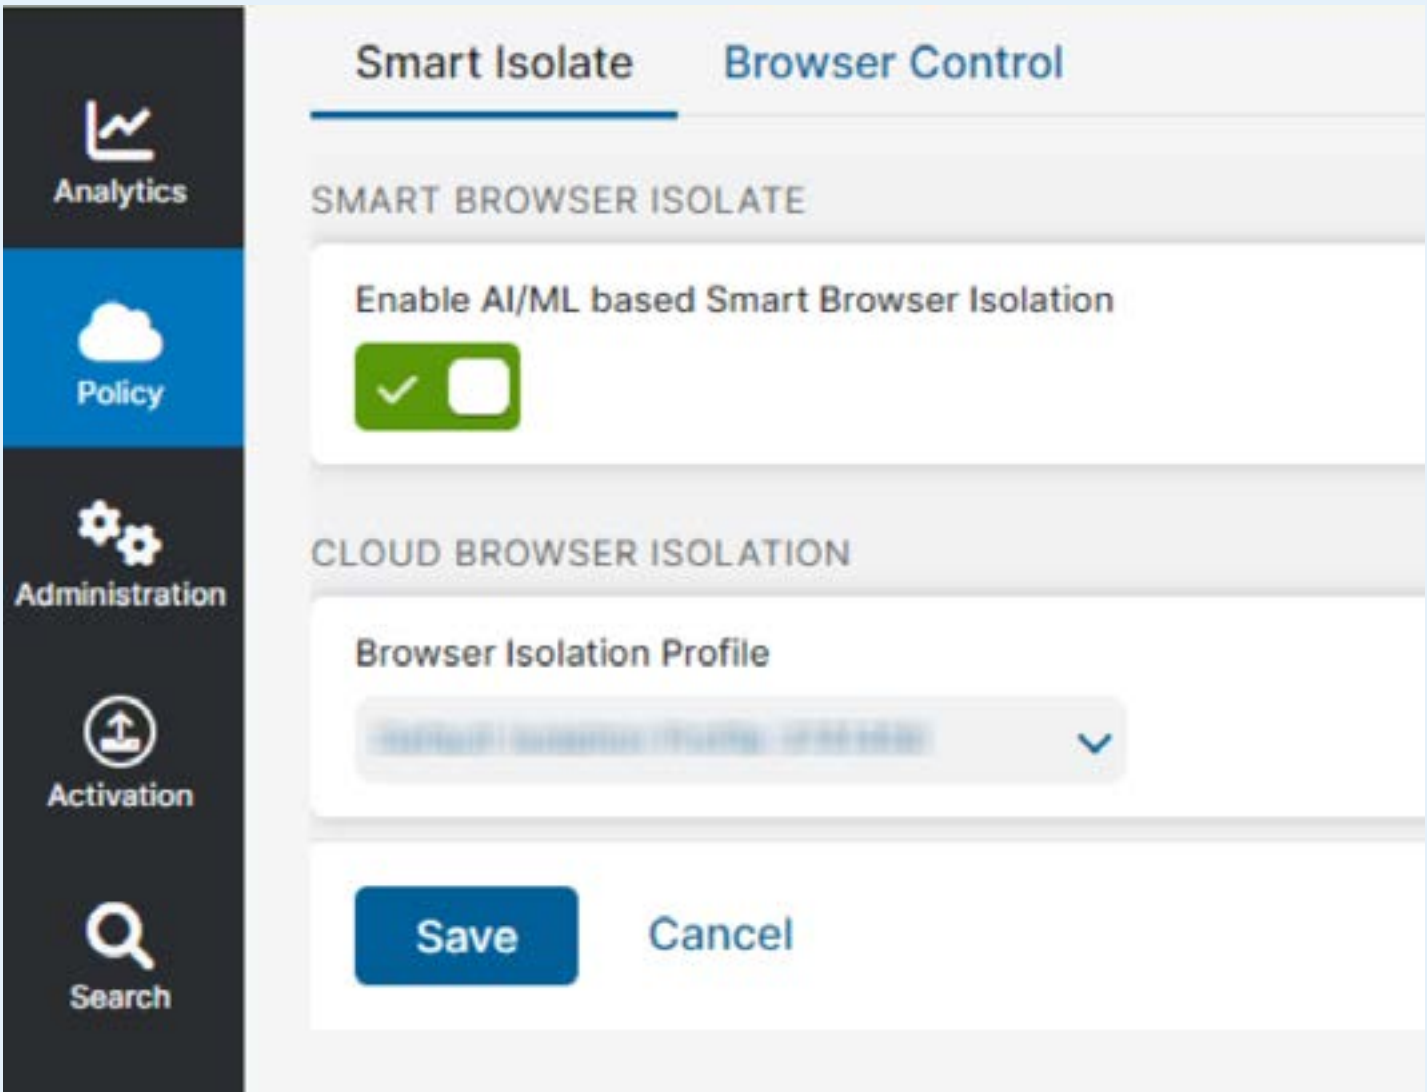 Smart Isolate
Browser Control
Analytics
SMART BROWSER ISOLATE
Enable AI/ML based Smart Browser Isolation
Policy
CLOUD BROWSER ISOLATION
Administration
Browser Isolation Profile
Activation
Save
Cancel
Search